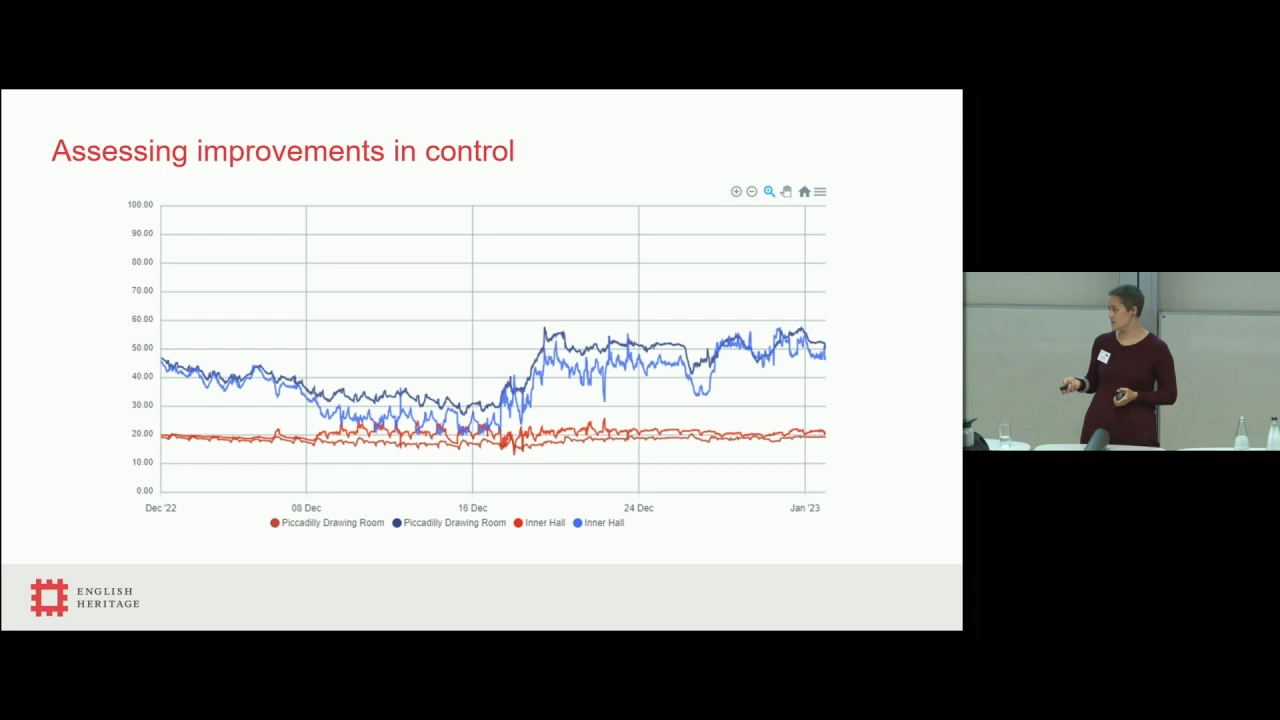 Assessing improvements in control
100.00
90.00
80.00
70.00
60.00
50.00
40.00
30.00
20.00
10.00
0.00
Dec '22 08 Dec 16 Dec 24 Dec Jan '23
Piccadilly Drawing Room Piccadilly Drawing Room Inner Hall Inner Hall
ENGLISH
HERITAGE